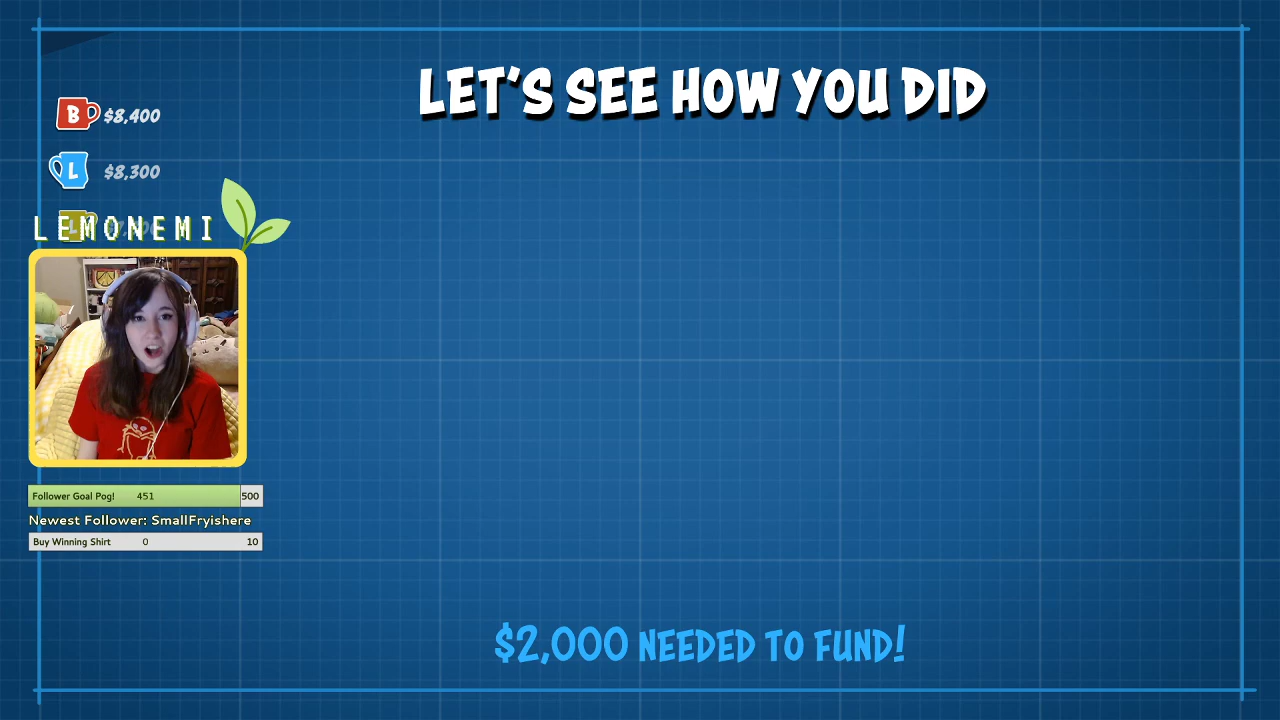 LET'S SEE HOW YOU DID
B $8,400
L $8,300
L
LEMONEMI
Follower Goal Pog! 451 500
Newest Follower: SmallFryishere
Buy Winning Shirt 0 10
$2,000 NEEDED TO FUND!